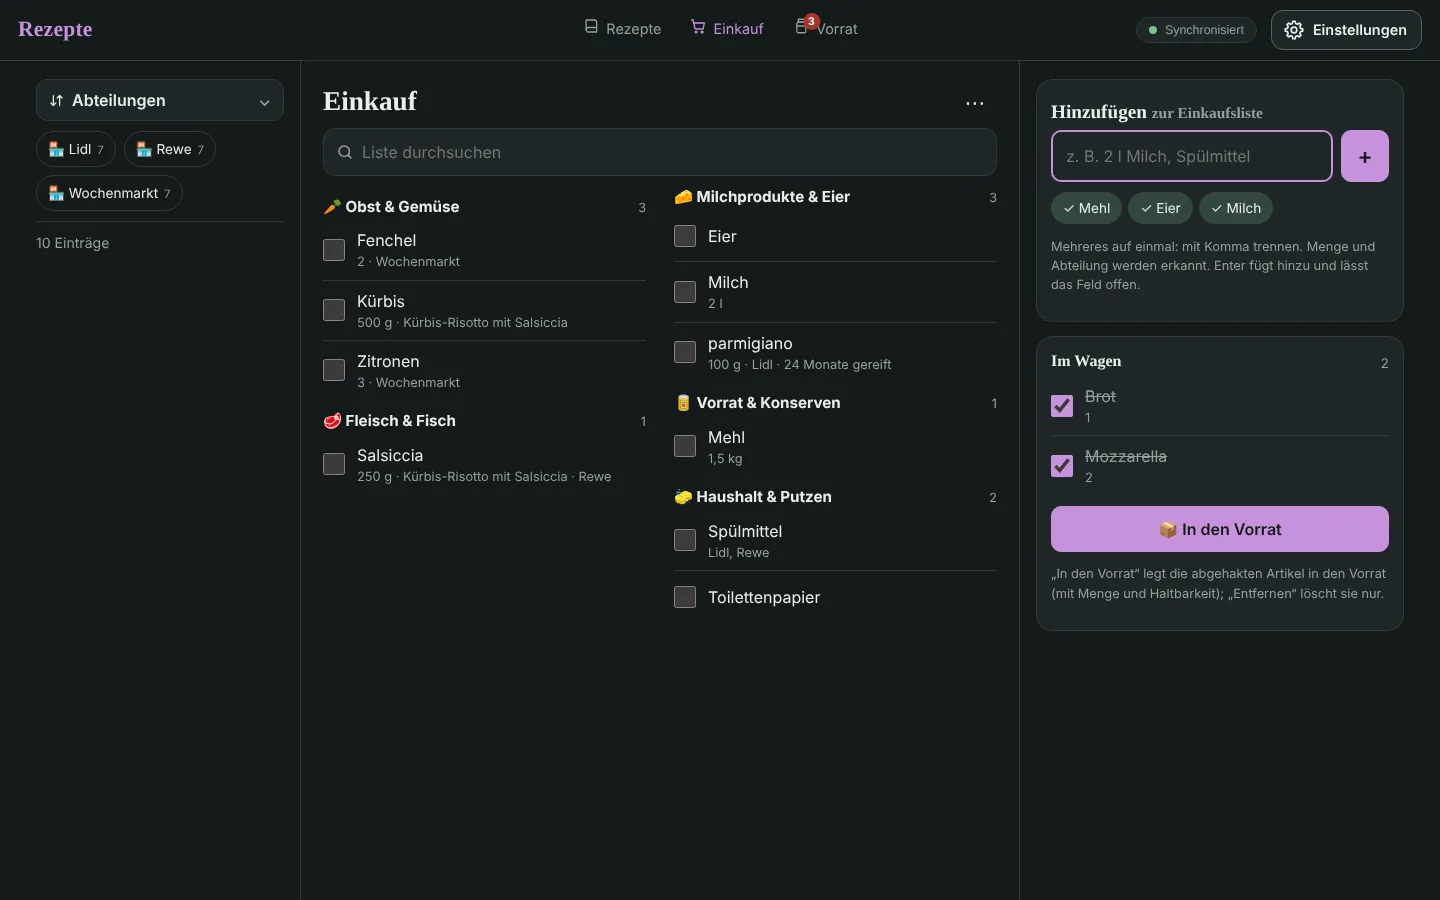 Rezepte
Rezepte
Einkauf
3
Vorrat
Synchronisiert
Einstellungen
Abteilungen
Lidl 7
Rewe 7
Wochenmarkt 7
10 Einträge
Einkauf
Liste durchsuchen
Obst & Gemüse 3
Fenchel
2 · Wochenmarkt
Kürbis
500 g · Kürbis-Risotto mit Salsiccia
Zitronen
3 · Wochenmarkt
Fleisch & Fisch 1
Salsiccia
250 g · Kürbis-Risotto mit Salsiccia · Rewe
Milchprodukte & Eier 3
Eier
Milch
2 l
parmigiano
100 g · Lidl · 24 Monate gereift
Vorrat & Konserven 1
Mehl
1,5 kg
Haushalt & Putzen 2
Spülmittel
Lidl, Rewe
Toilettenpapier
Hinzufügen zur Einkaufsliste
z. B. 2 l Milch, Spülmittel
+
✓ Mehl
✓ Eier
✓ Milch
Mehreres auf einmal: mit Komma trennen. Menge und
Abteilung werden erkannt. Enter fügt hinzu und lässt
das Feld offen.
Im Wagen 2
Brot
1
Mozzarella
2
In den Vorrat
„In den Vorrat“ legt die abgehakten Artikel in den Vorrat
(mit Menge und Haltbarkeit); „Entfernen“ löscht sie nur.